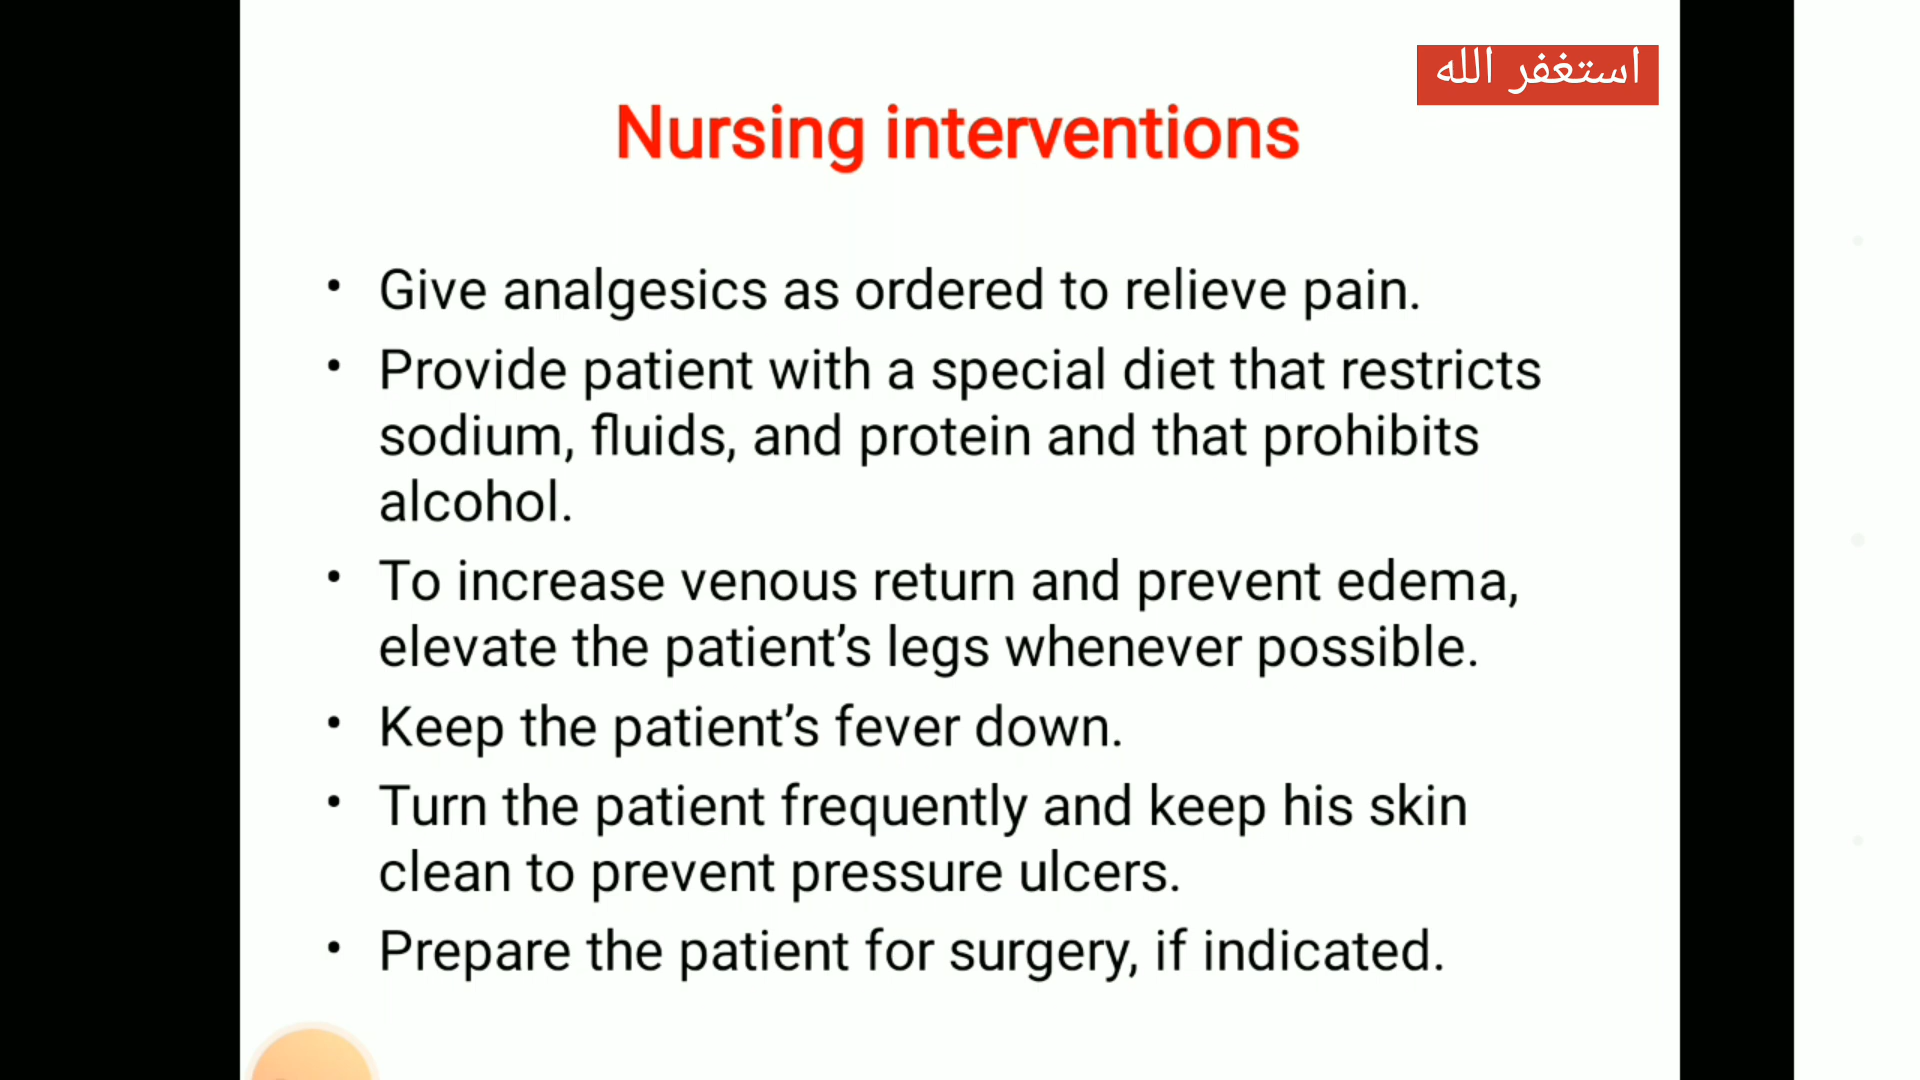 استغفر الله
Nursing interventions
• Give analgesics as ordered to relieve pain.
• Provide patient with a special diet that restricts
sodium, fluids, and protein and that prohibits
alcohol.
• To increase venous return and prevent edema,
elevate the patient’s legs whenever possible.
• Keep the patient’s fever down.
• Turn the patient frequently and keep his skin
clean to prevent pressure ulcers.
• Prepare the patient for surgery, if indicated.